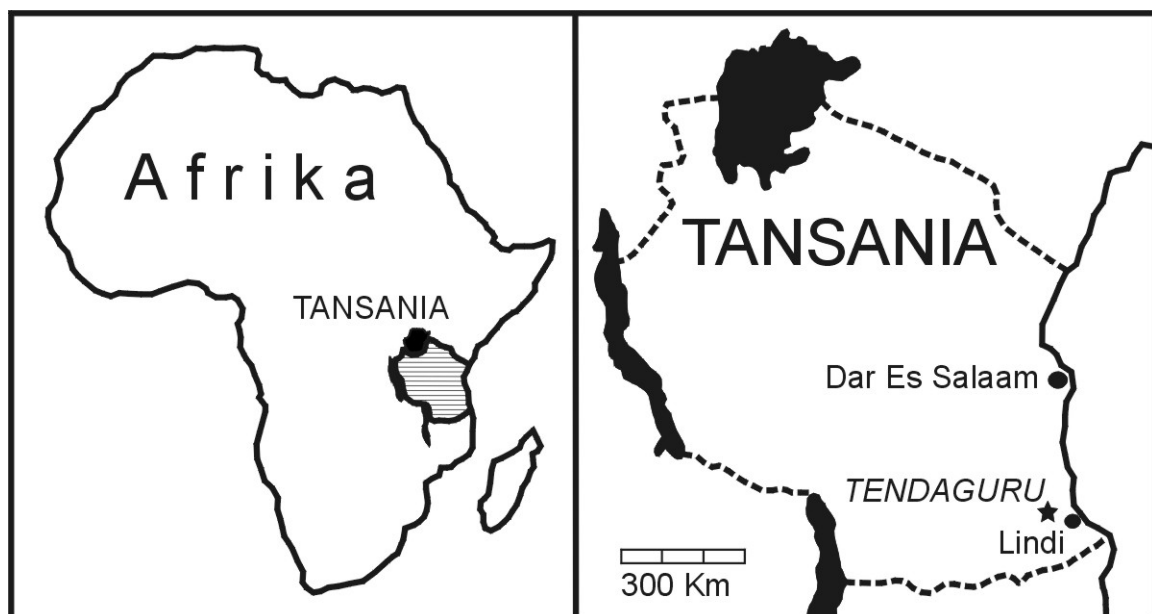 Afrika
TANSANIA
TANSANIA
Dar Es Salaam
TENDAGURU
Lindi
300 Km